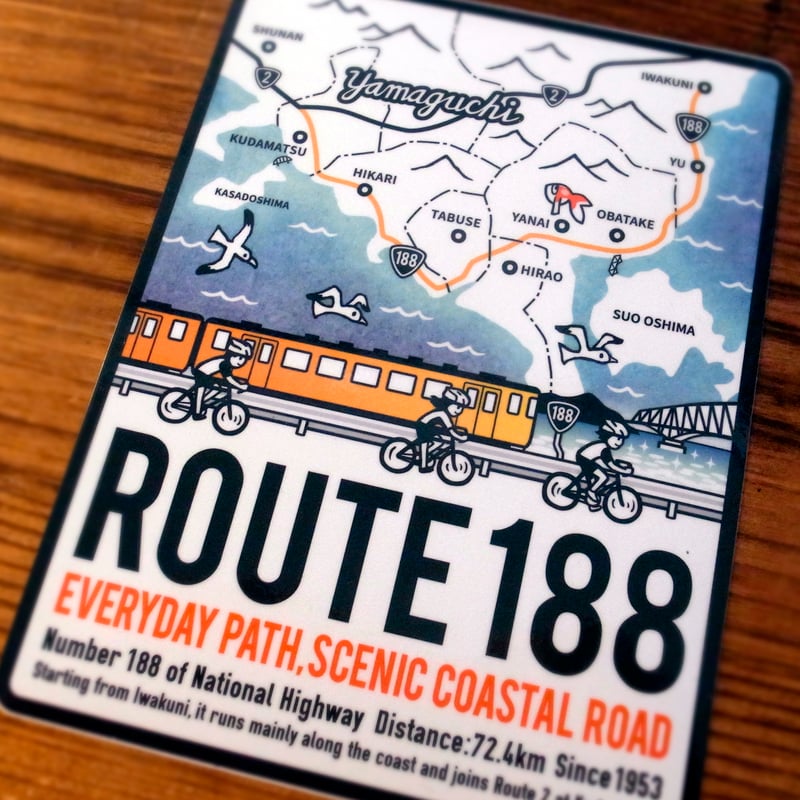 SHUNAN
IWAKUNI
2
Yamaguchi
2
188
KUDAMATSU
YU
HIKARI
KASADOSHIMA
TABUSE
YANAI
OBATAKE
188
HIRAO
SUO OSHIMA
188
ROUTE 188
EVERYDAY PATH, SCENIC COASTAL ROAD
Number 188 of National Highway Distance:72.4km Since1953
Starting from Iwakuni, it runs mainly along the coast and joins Route 2 at